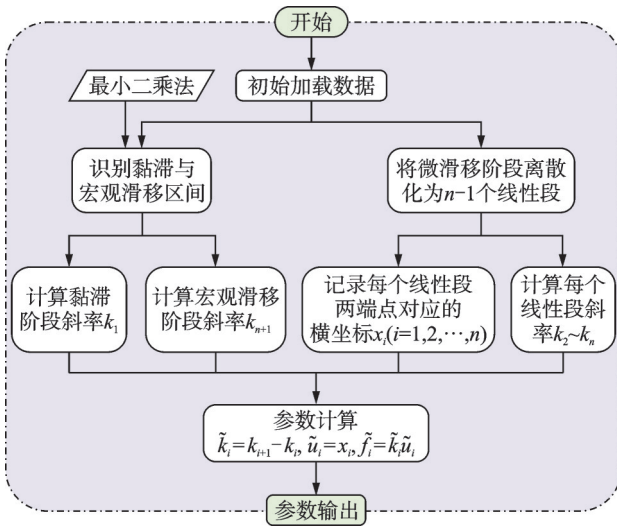 开始
最小二乘法
初始加载数据
识别黏滞与
宏观滑移区间
将微滑移阶段离散
化为n−1个线性段
计算黏滞
阶段斜率k₁
计算宏观滑移
阶段斜率kₙ₊₁
记录每个线性段
两端点对应的
横坐标xᵢ(i=1,2,⋯,n)
计算每个
线性段斜
率k₂~kₙ
参数计算
k̃ᵢ=kᵢ₊₁−kᵢ, ũᵢ=xᵢ, f̃ᵢ=k̃ᵢũᵢ
参数输出